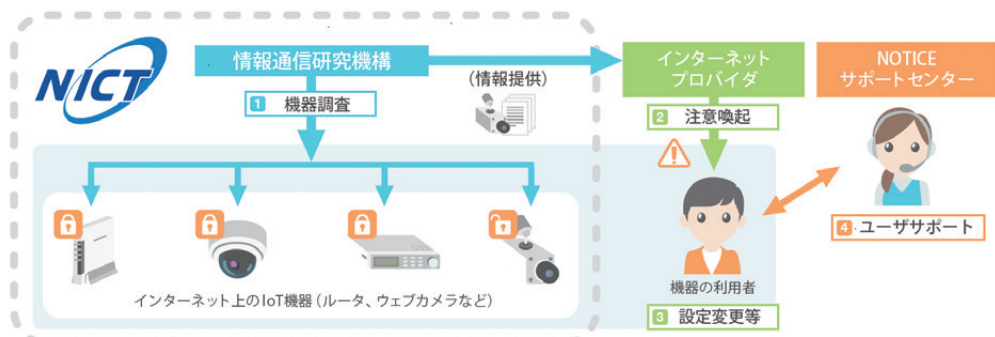 NICT
情報通信研究機構
1 機器調査
(情報提供)
インターネット
プロバイダ
2 注意喚起
NOTICE
サポートセンター
4 ユーザサポート
インターネット上のIoT機器(ルータ、ウェブカメラなど)
機器の利用者
3 設定変更等